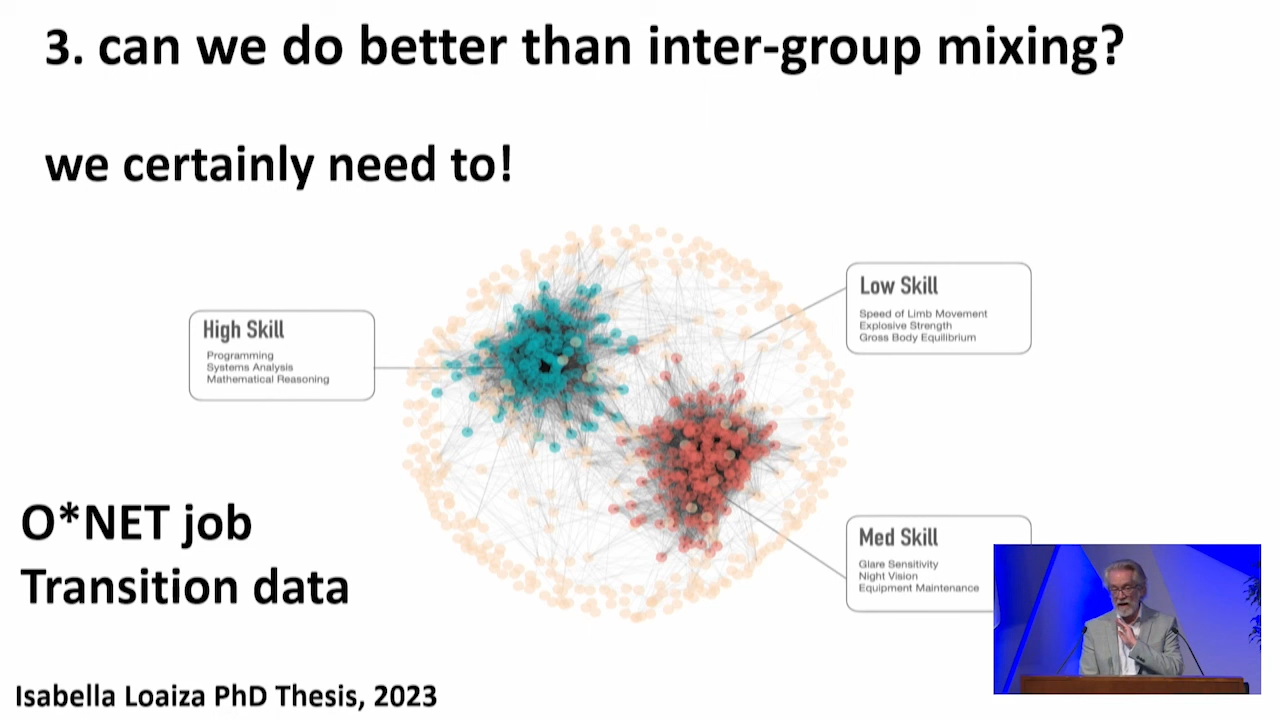 3. can we do better than inter-group mixing?
we certainly need to!
High Skill
Programming
Systems Analysis
Mathematical Reasoning
Low Skill
Speed of Limb Movement
Explosive Strength
Gross Body Equilibrium
Med Skill
Glare Sensitivity
Night Vision
Equipment Maintenance
O*NET job
Transition data
Isabella Loaiza PhD Thesis, 2023